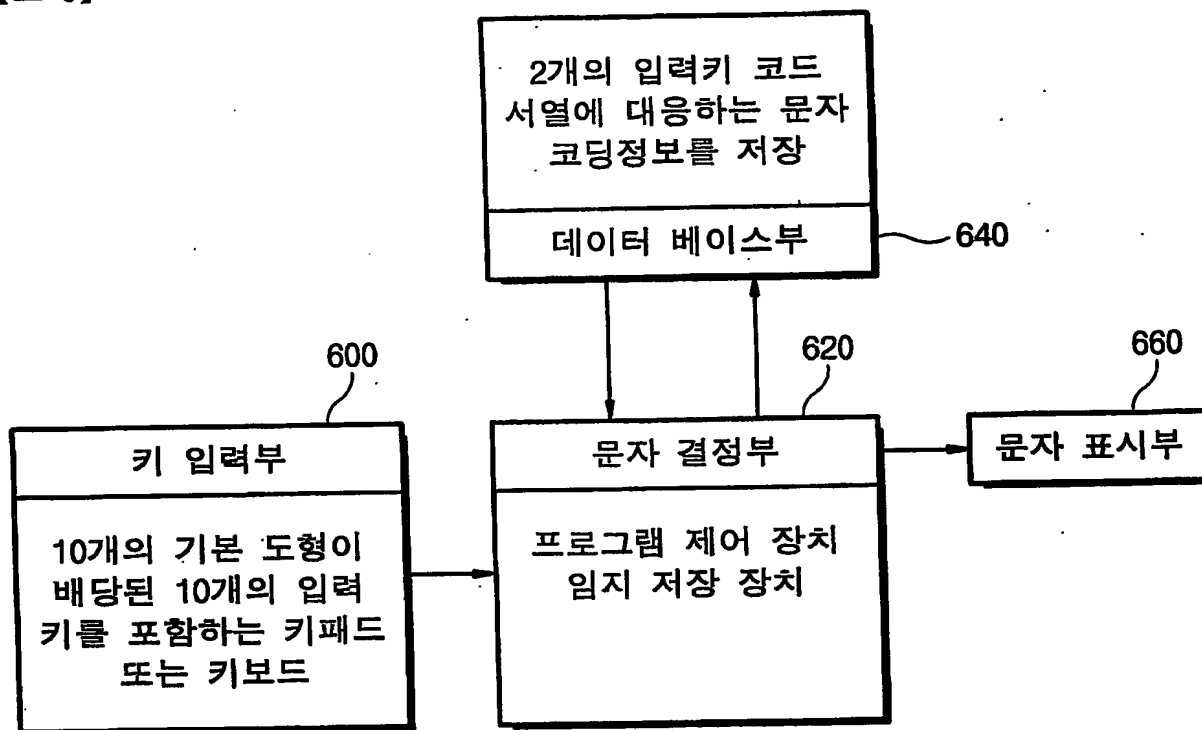 2개의 입력키 코드
서열에 대응하는 문자
코딩정보를 저장
데이터 베이스부
640
600
키 입력부
10개의 기본 도형이
배당된 10개의 입력
키를 포함하는 키패드
또는 키보드
620
문자 결정부
프로그램 제어 장치
임지 저장 장치
660
문자 표시부